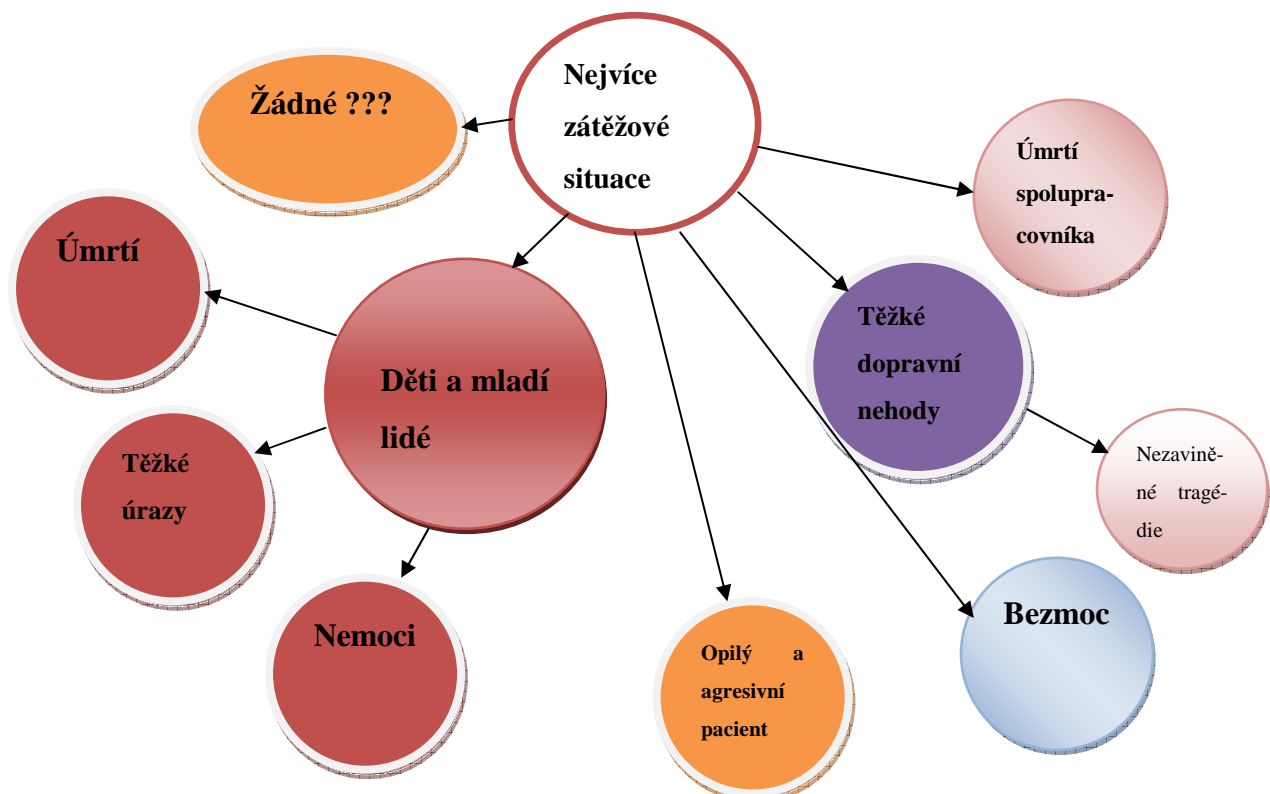 Nejvíce
zátěžové
situace
Žádné ???
Úmrtí
spolupra-
covníka
Úmrtí
Těžké
dopravní
nehody
Děti a mladí
lidé
Těžké
úrazy
Nezavině-
né tragé-
die
Nemoci
Opilý a
agresivní
pacient
Bezmoc